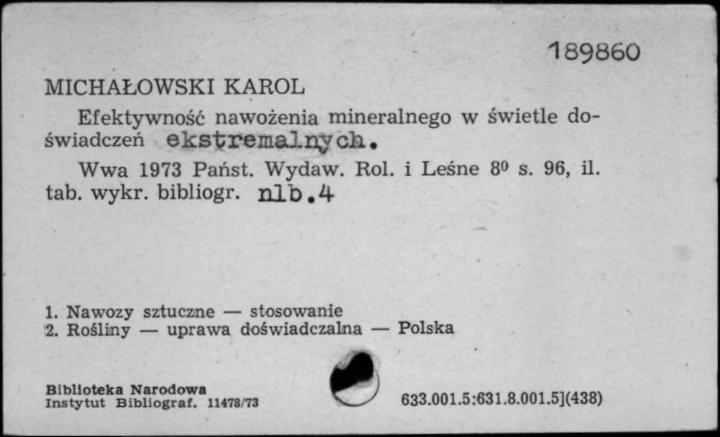 189860
MICHAŁOWSKI KAROL
Efektywność nawożenia mineralnego w świetle do-
świadczeń ekstremalnych.
Wwa 1973 Państ. Wydaw. Rol. i Leśne 8⁰ s. 96, il.
tab. wykr. bibliogr. nlb.4
1. Nawozy sztuczne — stosowanie
2. Rośliny — uprawa doświadczalna — Polska
Biblioteka Narodowa
Instytut Bibliograf. 11478/73
633.001.5:631.8.001.5](438)